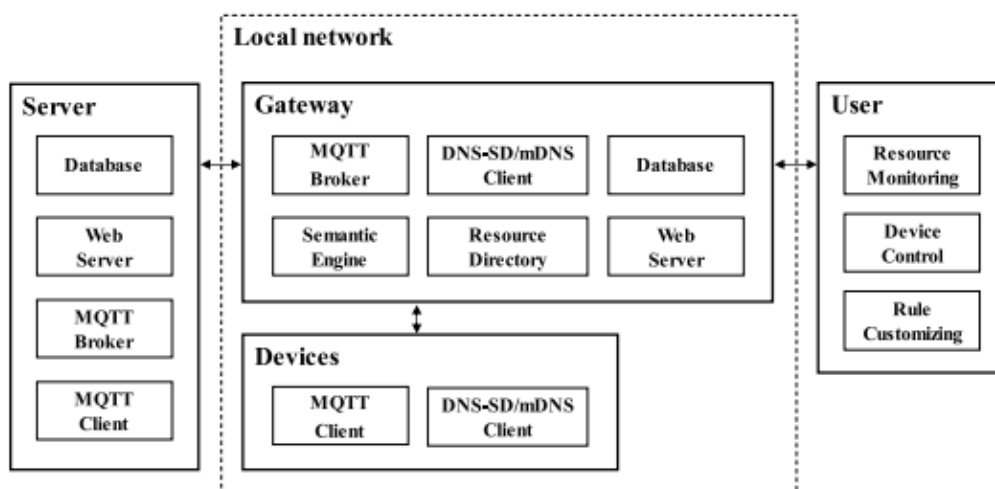 Local network
Server
Database
Web
Server
MQTT
Broker
MQTT
Client
Gateway
MQTT
Broker
DNS-SD/mDNS
Client
Database
Semantic
Engine
Resource
Directory
Web
Server
Devices
MQTT
Client
DNS-SD/mDNS
Client
User
Resource
Monitoring
Device
Control
Rule
Customizing